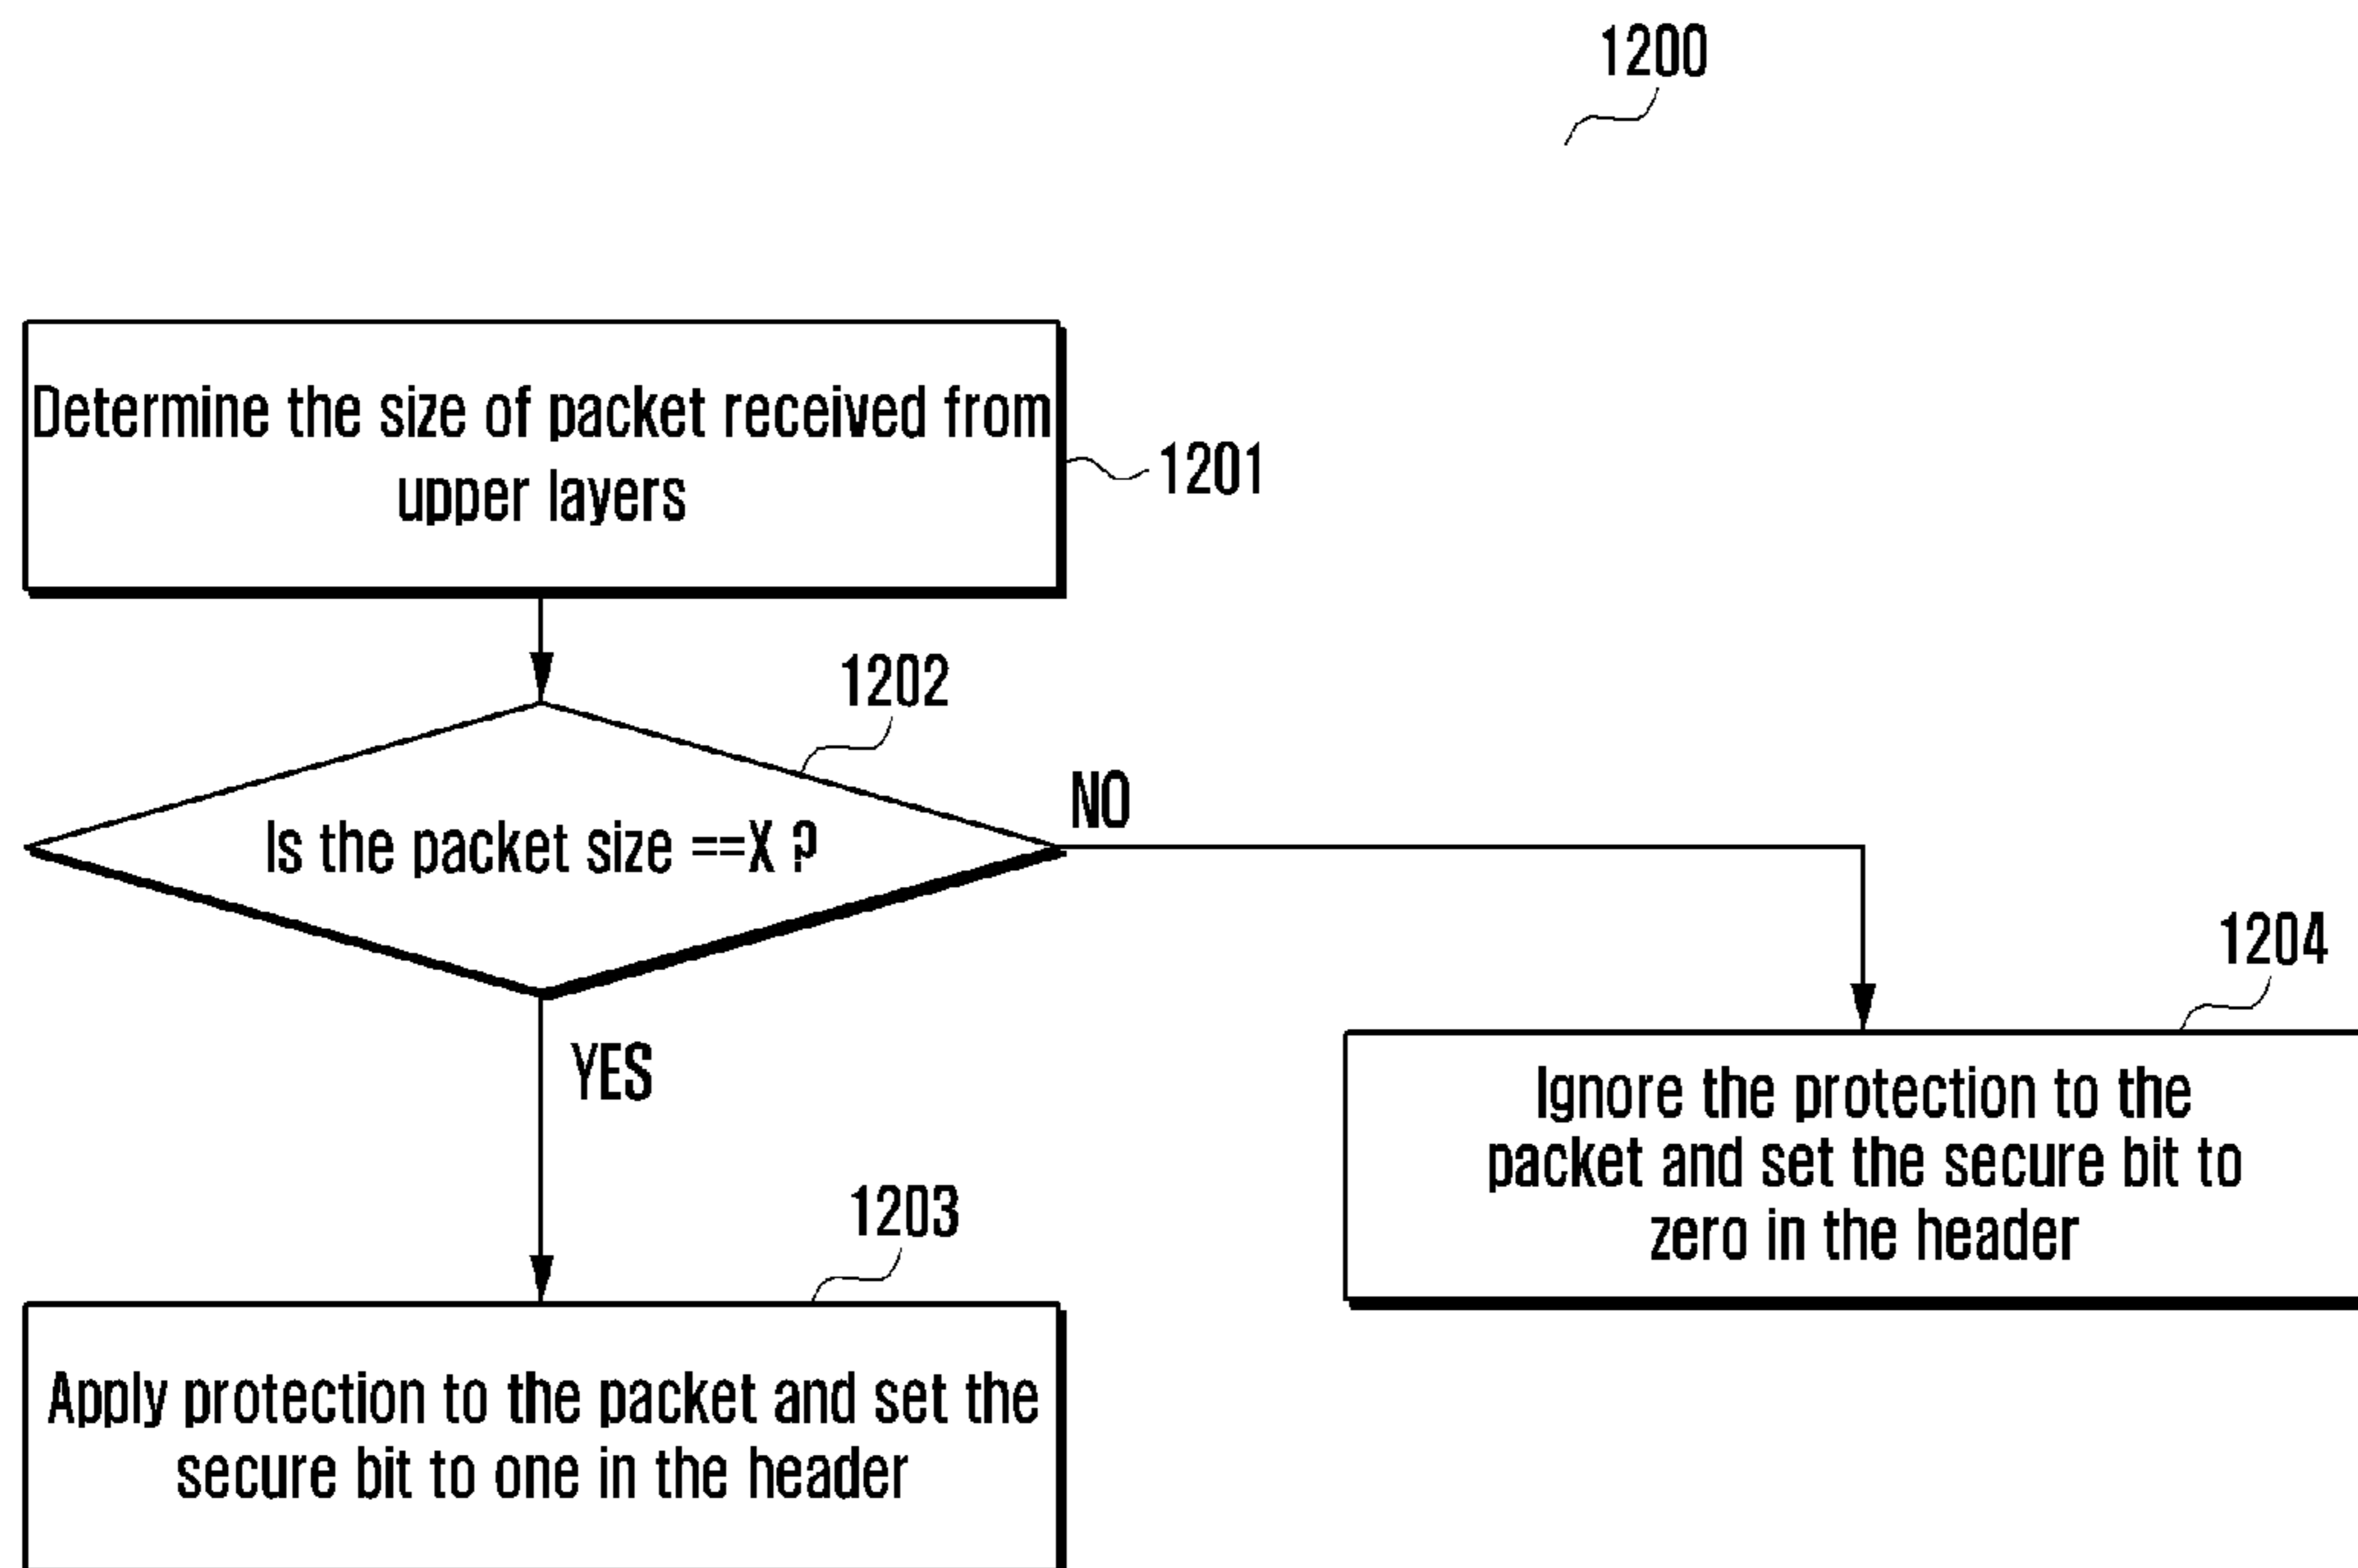 1200
Determine the size of packet received from
upper layers
1201
1202
Is the packet size ==X ?
NO
YES
1204
Ignore the protection to the
packet and set the secure bit to
zero in the header
1203
Apply protection to the packet and set the
secure bit to one in the header